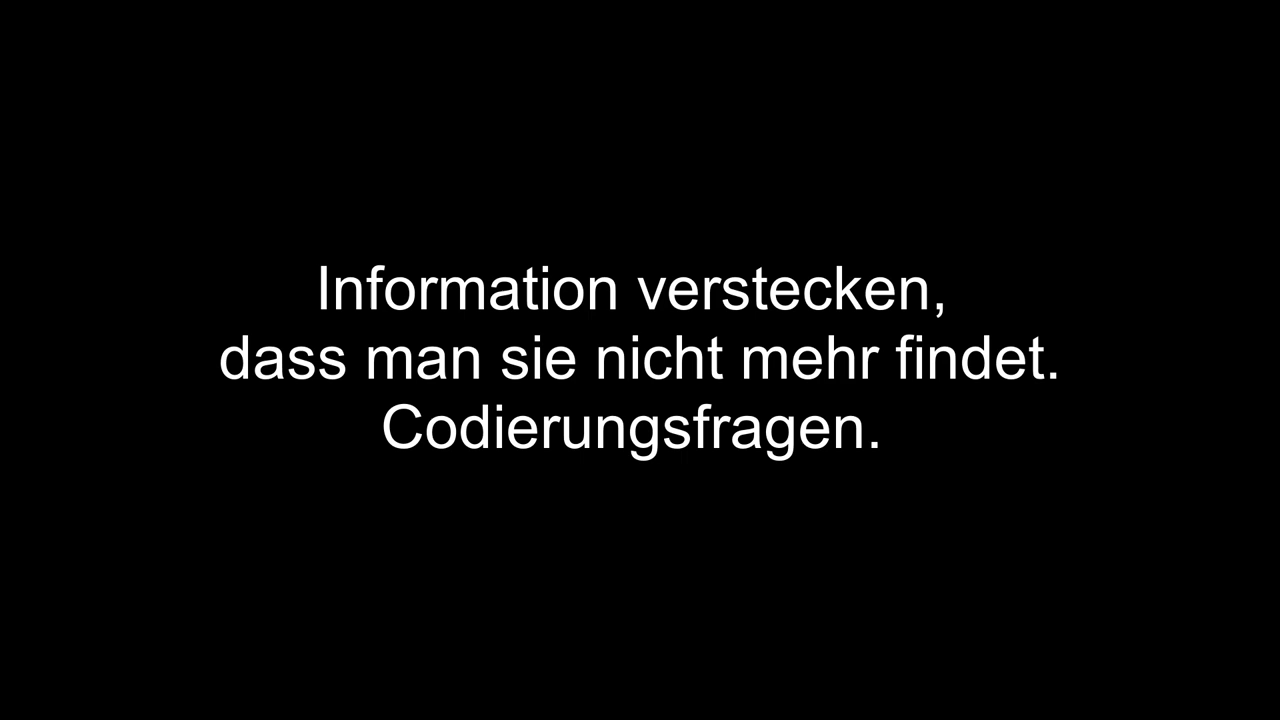 Information verstecken,
dass man sie nicht mehr findet.
Codierungsfragen.